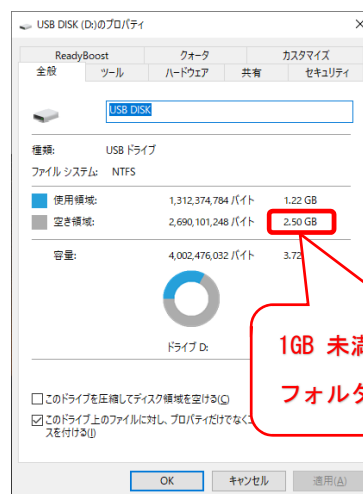 USB DISK (D:)のプロパティ
ReadyBoost クォータ カスタマイズ
全般 ツール ハードウェア 共有 セキュリティ
USB DISK
種類: USB ドライブ
ファイル システム: NTFS
使用領域: 1,312,374,784 バイト 1.22 GB
空き領域: 2,690,101,248 バイト 2.50 GB
容量: 4,002,476,032 バイト 3.72
ドライブ D:
1GB 未満
フォルダ
このドライブを圧縮してディスク領域を空ける(C)
このドライブ上のファイルに対し、プロパティだけでなくコ
スを付ける(I)
OK キャンセル 適用(A)